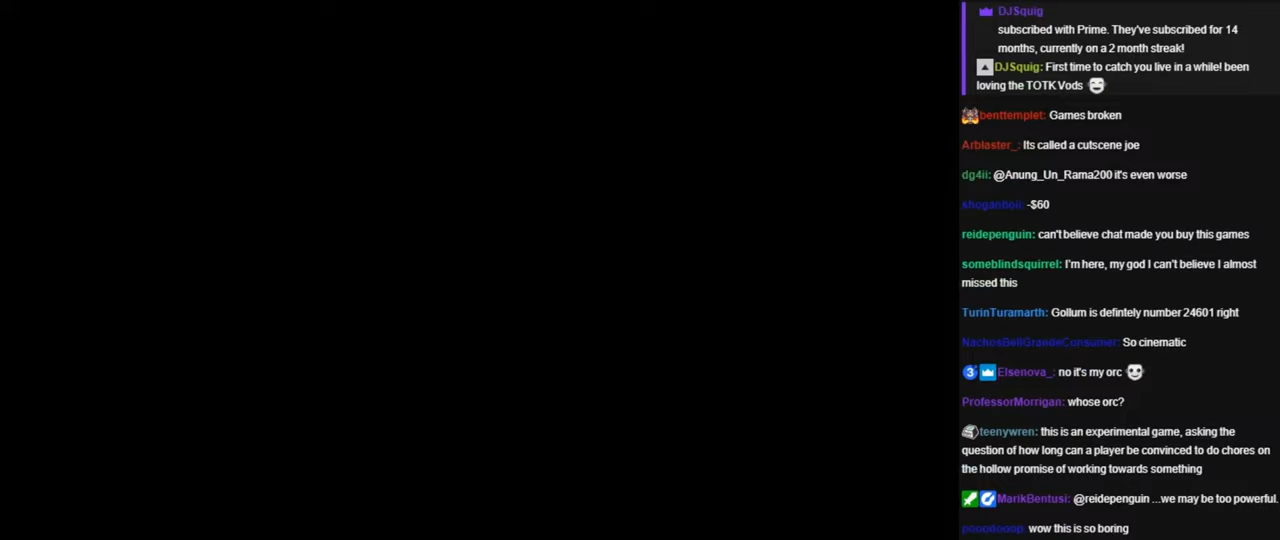 DJSquig
subscribed with Prime. They've subscribed for 14
months, currently on a 2 month streak!
DJSquig: First time to catch you live in a while! been
loving the TOTK Vods
benttemplet: Games broken
Arblaster_: Its called a cutscene joe
dg4ii: @Anung_Un_Rama200 it's even worse
shoganboii: -$60
reidepenguin: can't believe chat made you buy this games
someblindsquirrel: I'm here, my god I can't believe I almost
missed this
TurinTuramarth: Gollum is defintely number 24601 right
NachosBellGrandeConsumer: So cinematic
3 Elsenova_: no it's my orc
ProfessorMorrigan: whose orc?
teenywren: this is an experimental game, asking the
question of how long can a player be convinced to do chores on
the hollow promise of working towards something
MarikBentusi: @reidepenguin ...we may be too powerful.
wow this is so boring